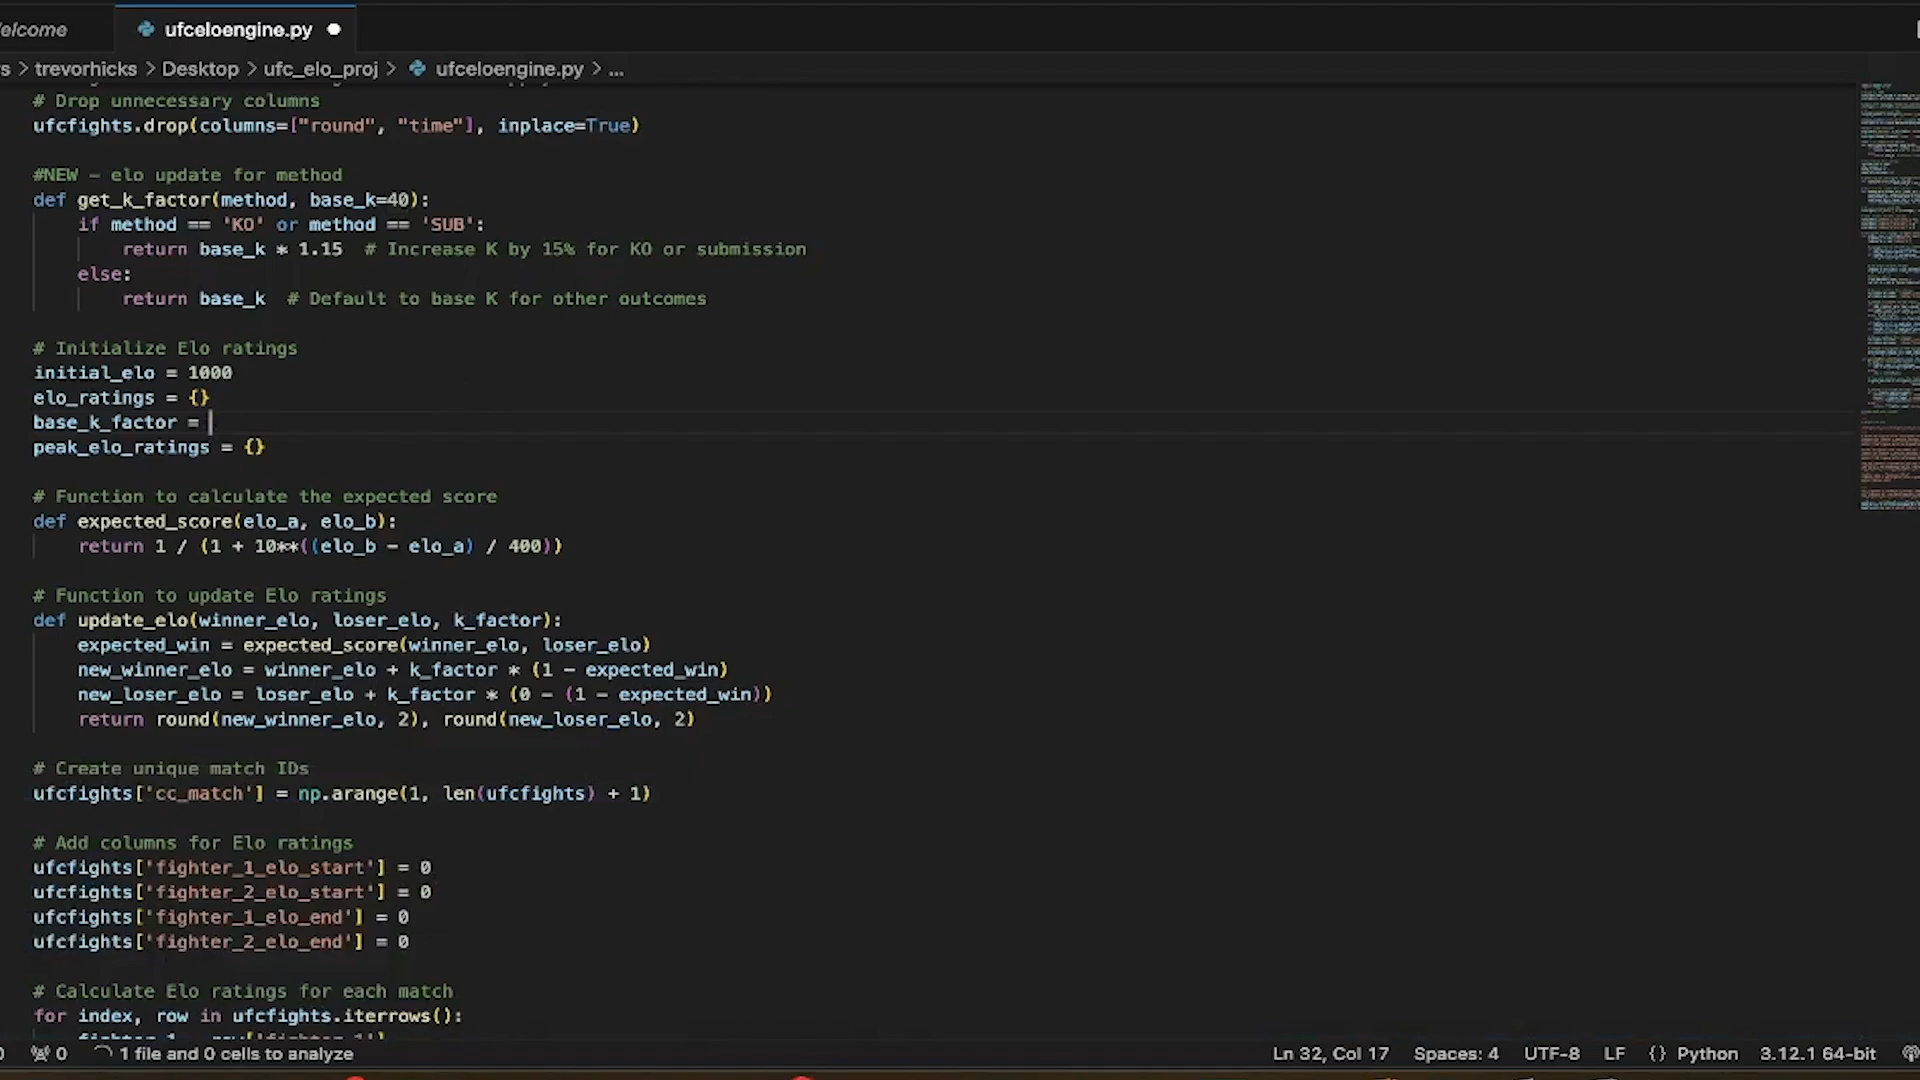 elcome
ufceloengine.py
s > trevorhicks > Desktop > ufc_elo_proj > ufceloengine.py > ...
# Drop unnecessary columns
ufcfights.drop(columns=["round", "time"], inplace=True)
#NEW – elo update for method
def get_k_factor(method, base_k=40):
if method == 'KO' or method == 'SUB':
return base_k * 1.15  # Increase K by 15% for KO or submission
else:
return base_k  # Default to base K for other outcomes
# Initialize Elo ratings
initial_elo = 1000
elo_ratings = {}
base_k_factor =
peak_elo_ratings = {}
# Function to calculate the expected score
def expected_score(elo_a, elo_b):
return 1 / (1 + 10**((elo_b - elo_a) / 400))
# Function to update Elo ratings
def update_elo(winner_elo, loser_elo, k_factor):
expected_win = expected_score(winner_elo, loser_elo)
new_winner_elo = winner_elo + k_factor * (1 - expected_win)
new_loser_elo = loser_elo + k_factor * (0 - (1 - expected_win))
return round(new_winner_elo, 2), round(new_loser_elo, 2)
# Create unique match IDs
ufcfights['cc_match'] = np.arange(1, len(ufcfights) + 1)
# Add columns for Elo ratings
ufcfights['fighter_1_elo_start'] = 0
ufcfights['fighter_2_elo_start'] = 0
ufcfights['fighter_1_elo_end'] = 0
ufcfights['fighter_2_elo_end'] = 0
# Calculate Elo ratings for each match
for index, row in ufcfights.iterrows():
0 1 file and 0 cells to analyze Ln 32, Col 17 Spaces: 4 UTF-8 LF {} Python 3.12.1 64-bit